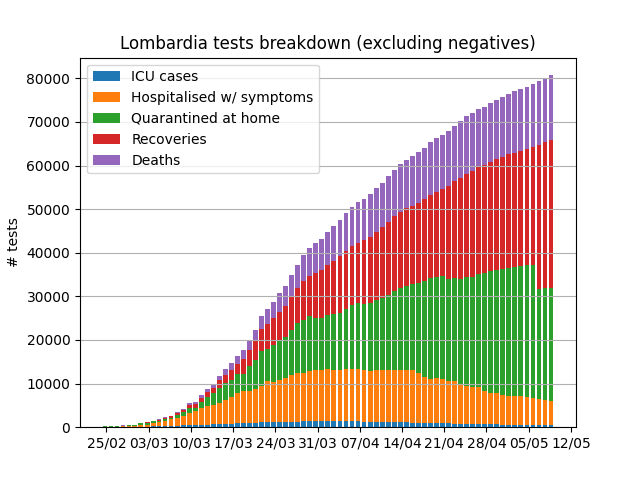 Lombardia tests breakdown (excluding negatives)
ICU cases
Hospitalised w/ symptoms
Quarantined at home
Recoveries
Deaths
# tests
80000
70000
60000
50000
40000
30000
20000
10000
0
25/02 03/03 10/03 17/03 24/03 31/03 07/04 14/04 21/04 28/04 05/05 12/05